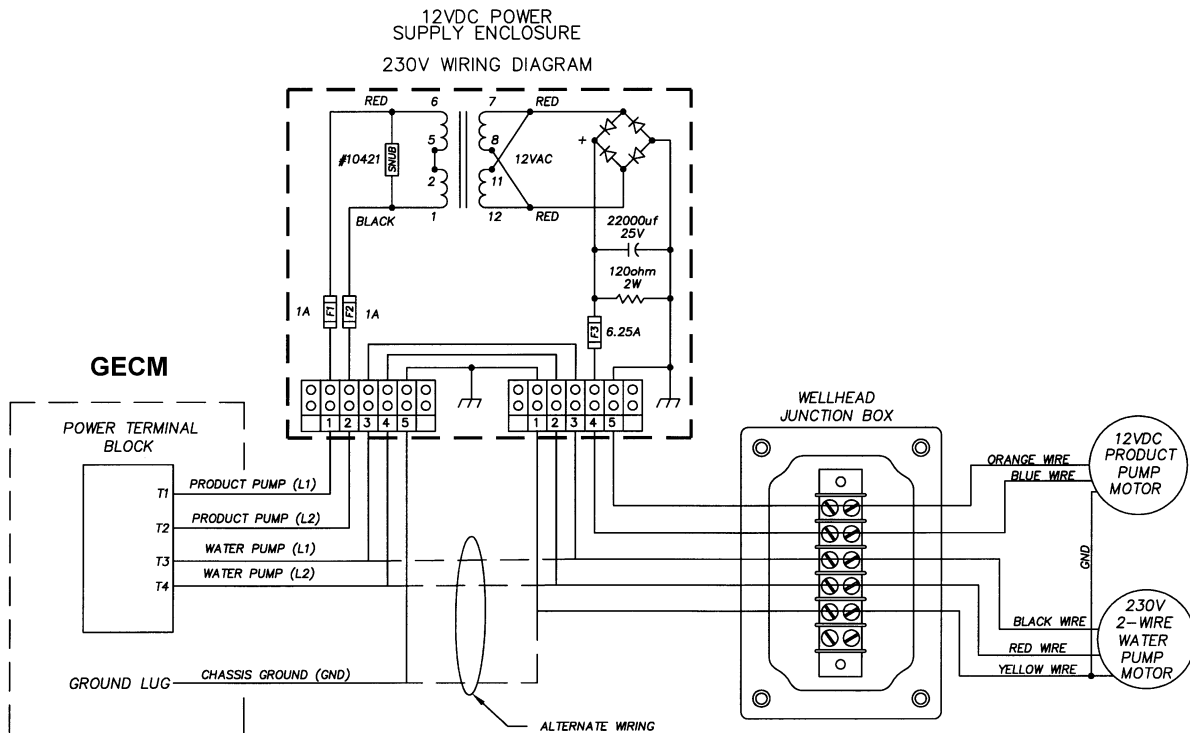 12VDC POWER
SUPPLY ENCLOSURE
230V WIRING DIAGRAM
RED
6
7
RED
5
8
+
#10421
SNUB
12VAC
2
11
BLACK
1
12
RED
22000uf
25V
120ohm
2W
1A
F1
F2
1A
F3
6.25A
GECM
1 2 3 4 5
1 2 3 4 5
POWER TERMINAL
BLOCK
T1
PRODUCT PUMP (L1)
T2
PRODUCT PUMP (L2)
T3
WATER PUMP (L1)
T4
WATER PUMP (L2)
GROUND LUG
CHASSIS GROUND (GND)
ALTERNATE WIRING
WELLHEAD
JUNCTION BOX
ORANGE WIRE
BLUE WIRE
12VDC
PRODUCT
PUMP
MOTOR
GND
BLACK WIRE
RED WIRE
YELLOW WIRE
230V
2-WIRE
WATER
PUMP
MOTOR